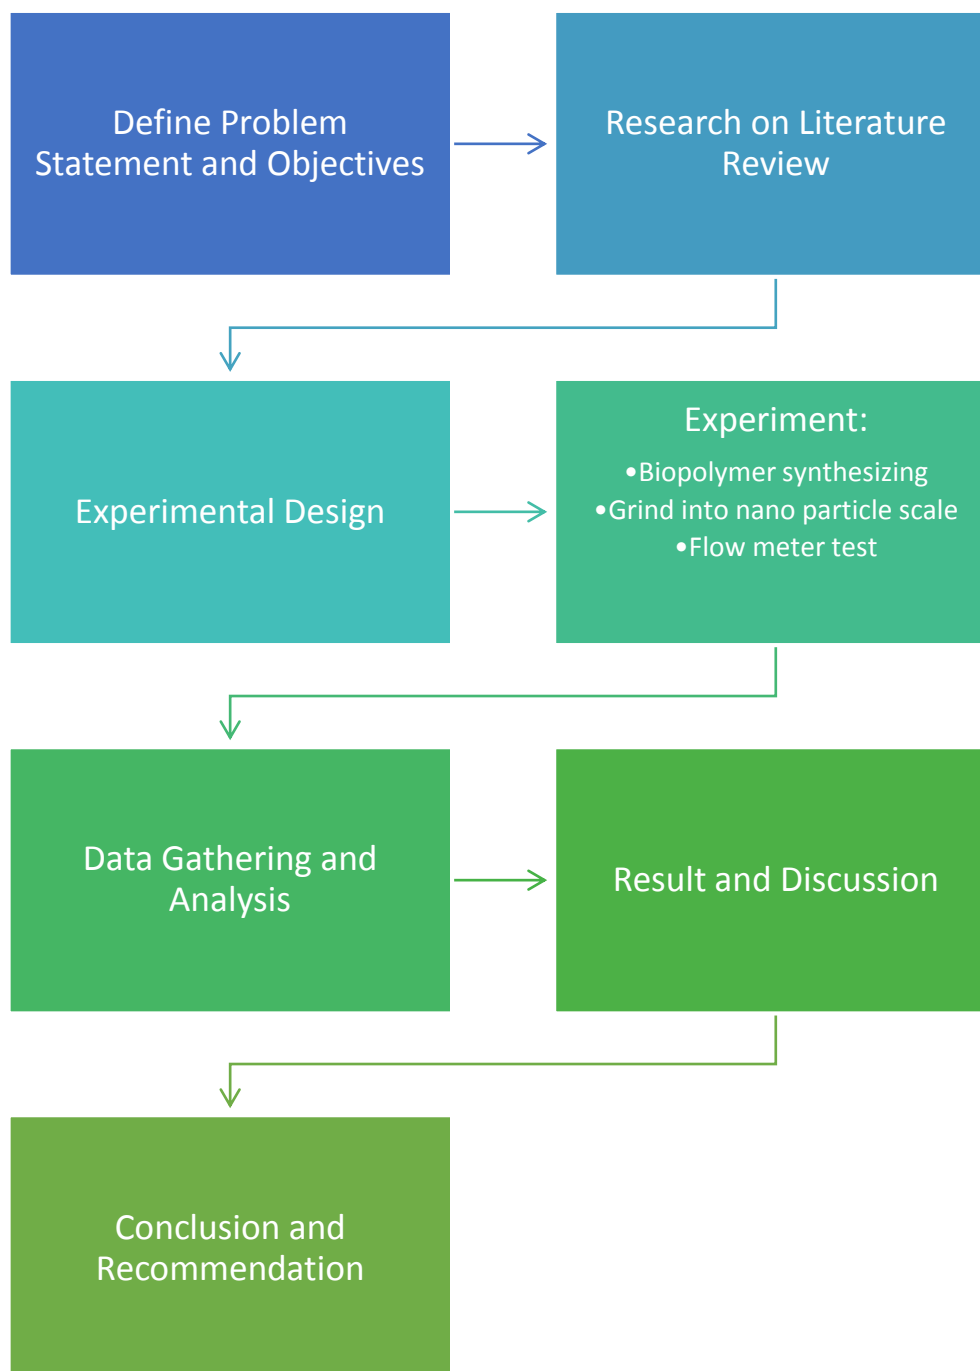 Define Problem
Statement and Objectives
Research on Literature
Review
Experimental Design
Experiment:
•Biopolymer synthesizing
•Grind into nano particle scale
•Flow meter test
Data Gathering and
Analysis
Result and Discussion
Conclusion and
Recommendation